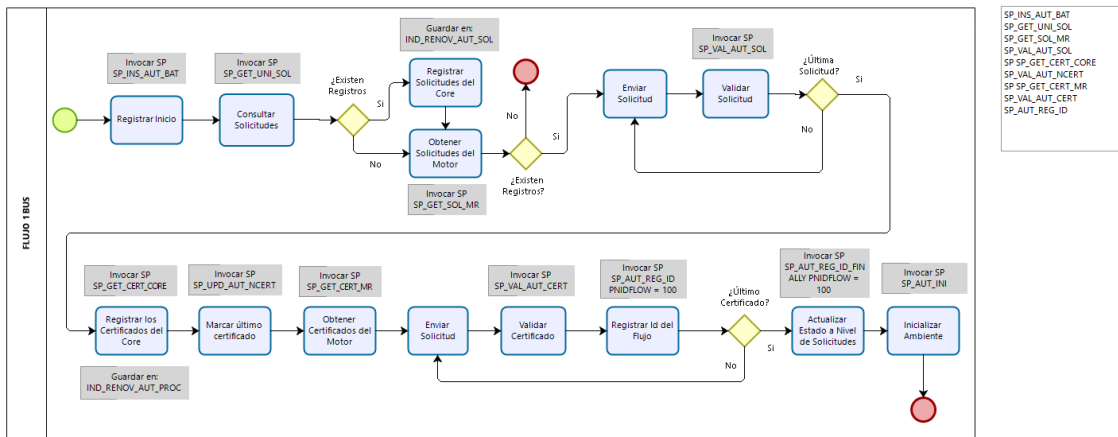 FLUJO 1 BUS
Invocar SP
SP_INS_AUT_BAT
Registrar Inicio
Invocar SP
SP_GET_UNI_SOL
Consultar
Solicitudes
¿Existen
Registros
Si
No
Guardar en:
IND_RENOV_AUT_SOL
Registrar
Solicitudes del
Core
Obtener
Solicitudes del
Motor
Invocar SP
SP_GET_SOL_MR
¿Existen
Registros?
No
Si
Enviar
Solicitud
Invocar SP
SP_VAL_AUT_SOL
Validar
Solicitud
¿Última
Solicitud?
Si
No
Invocar SP
SP_GET_CERT_CORE
Registrar los
Certificados del
Core
Guardar en:
IND_RENOV_AUT_PROC
Invocar SP
SP_UPD_AUT_NCERT
Marcar último
certificado
Invocar SP
SP_GET_CERT_MR
Obtener
Certificados del
Motor
Enviar
Solicitud
Invocar SP
SP_VAL_AUT_CERT
Validar
Certificado
Invocar SP
SP_AUT_REG_ID
PNIDFLOW = 100
Registrar Id del
Flujo
¿Último
Certificado?
Si
No
Invocar SP
SP_AUT_REG_ID_FIN
ALLY PNIDFLOW =
100
Actualizar
Estado a Nivel
de Solicitudes
Invocar SP
SP_AUT_INI
Inicializar
Ambiente
SP_INS_AUT_BAT
SP_GET_UNI_SOL
SP_GET_SOL_MR
SP_VAL_AUT_SOL
SP SP_GET_CERT_CORE
SP_VAL_AUT_NCERT
SP SP_GET_CERT_MR
SP_VAL_AUT_CERT
SP_AUT_REG_ID